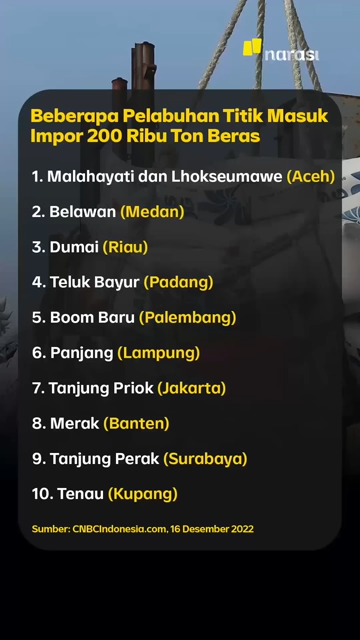 narasi
Beberapa Pelabuhan Titik Masuk
Impor 200 Ribu Ton Beras
1. Malahayati dan Lhokseumawe (Aceh)
2. Belawan (Medan)
3. Dumai (Riau)
4. Teluk Bayur (Padang)
5. Boom Baru (Palembang)
6. Panjang (Lampung)
7. Tanjung Priok (Jakarta)
8. Merak (Banten)
9. Tanjung Perak (Surabaya)
10. Tenau (Kupang)
Sumber: CNBCIndonesia.com, 16 Desember 2022